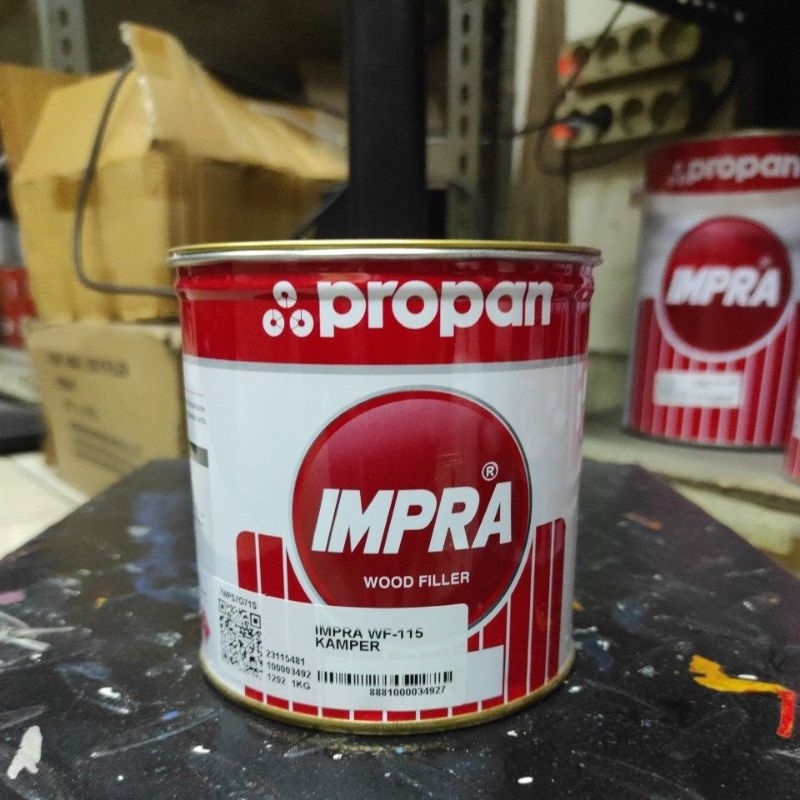 propan
IMPRA®
WOOD FILLER
IMPRA WF-115
KAMPER
23115481
100003492
1202 1KG
8881000034927
propan
IMPRA